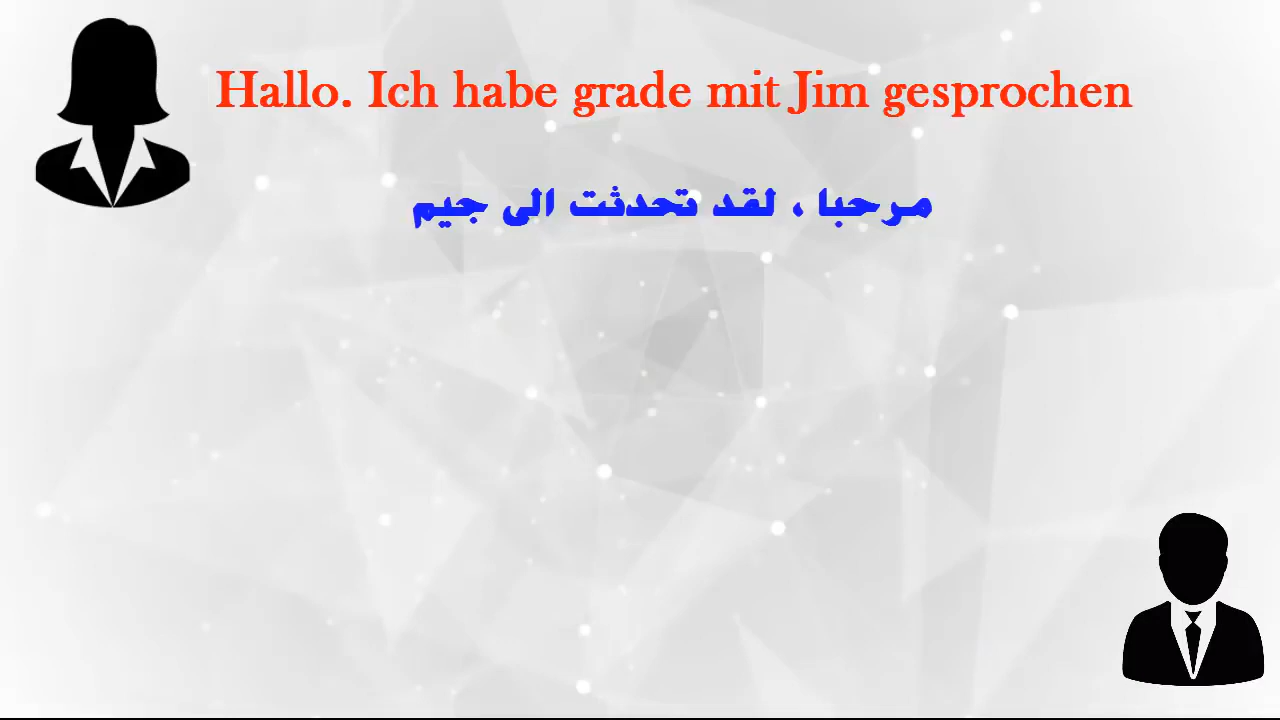 Hallo. Ich habe grade mit Jim gesprochen
مرحبا ، لقد تحدثت الى جيم